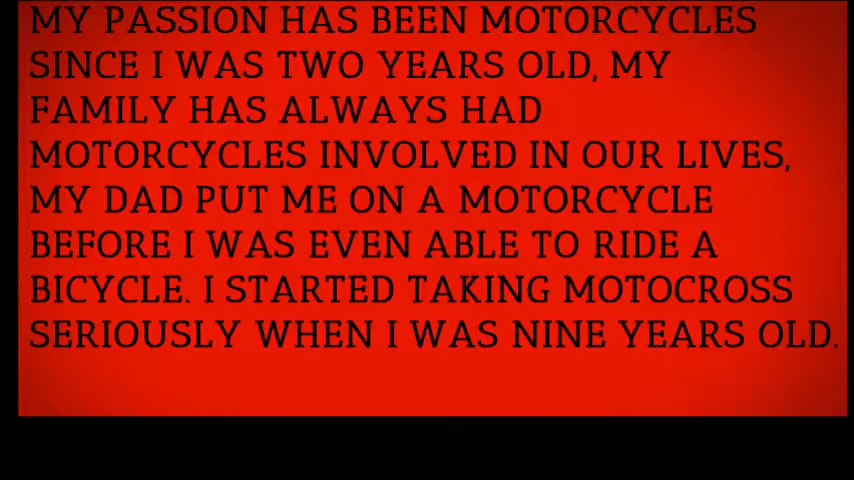 MY PASSION HAS BEEN MOTORCYCLES
SINCE I WAS TWO YEARS OLD, MY
FAMILY HAS ALWAYS HAD
MOTORCYCLES INVOLVED IN OUR LIVES,
MY DAD PUT ME ON A MOTORCYCLE
BEFORE I WAS EVEN ABLE TO RIDE A
BICYCLE. I STARTED TAKING MOTOCROSS
SERIOUSLY WHEN I WAS NINE YEARS OLD.